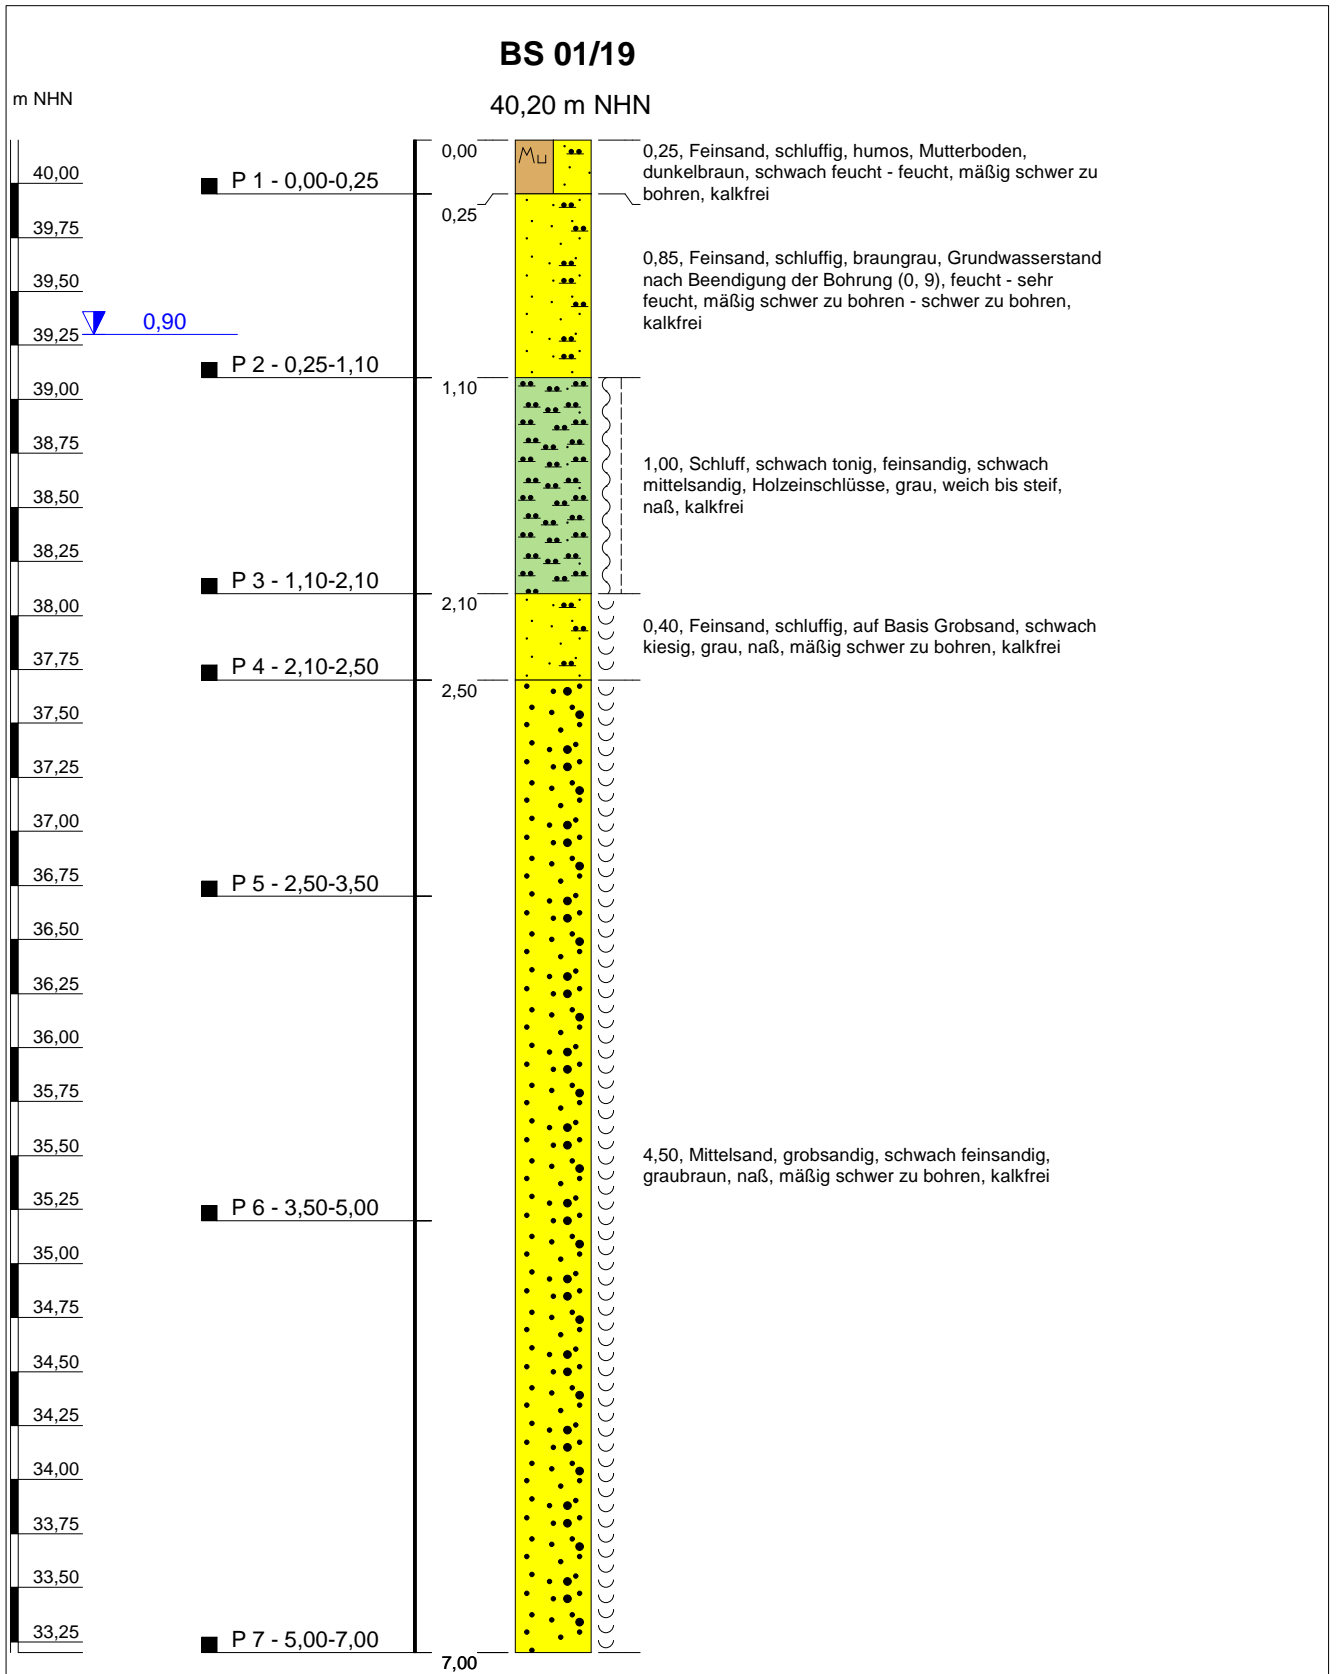 BS 01/19
m NHN
40,20 m NHN
0,00
Mu
0,25, Feinsand, schluffig, humos, Mutterboden,
dunkelbraun, schwach feucht - feucht, mäßig schwer zu
bohren, kalkfrei
40,00
P 1 - 0,00-0,25
0,25
39,75
0,85, Feinsand, schluffig, braungrau, Grundwasserstand
nach Beendigung der Bohrung (0, 9), feucht - sehr
feucht, mäßig schwer zu bohren - schwer zu bohren,
kalkfrei
39,50
0,90
39,25
P 2 - 0,25-1,10
1,10
39,00
38,75
1,00, Schluff, schwach tonig, feinsandig, schwach
mittelsandig, Holzeinschlüsse, grau, weich bis steif,
naß, kalkfrei
38,50
38,25
P 3 - 1,10-2,10
2,10
38,00
0,40, Feinsand, schluffig, auf Basis Grobsand, schwach
kiesig, grau, naß, mäßig schwer zu bohren, kalkfrei
37,75
P 4 - 2,10-2,50
2,50
37,50
37,25
37,00
36,75
P 5 - 2,50-3,50
36,50
36,25
36,00
35,75
35,50
4,50, Mittelsand, grobsandig, schwach feinsandig,
graubraun, naß, mäßig schwer zu bohren, kalkfrei
35,25
P 6 - 3,50-5,00
35,00
34,75
34,50
34,25
34,00
33,75
33,50
33,25
P 7 - 5,00-7,00
7,00